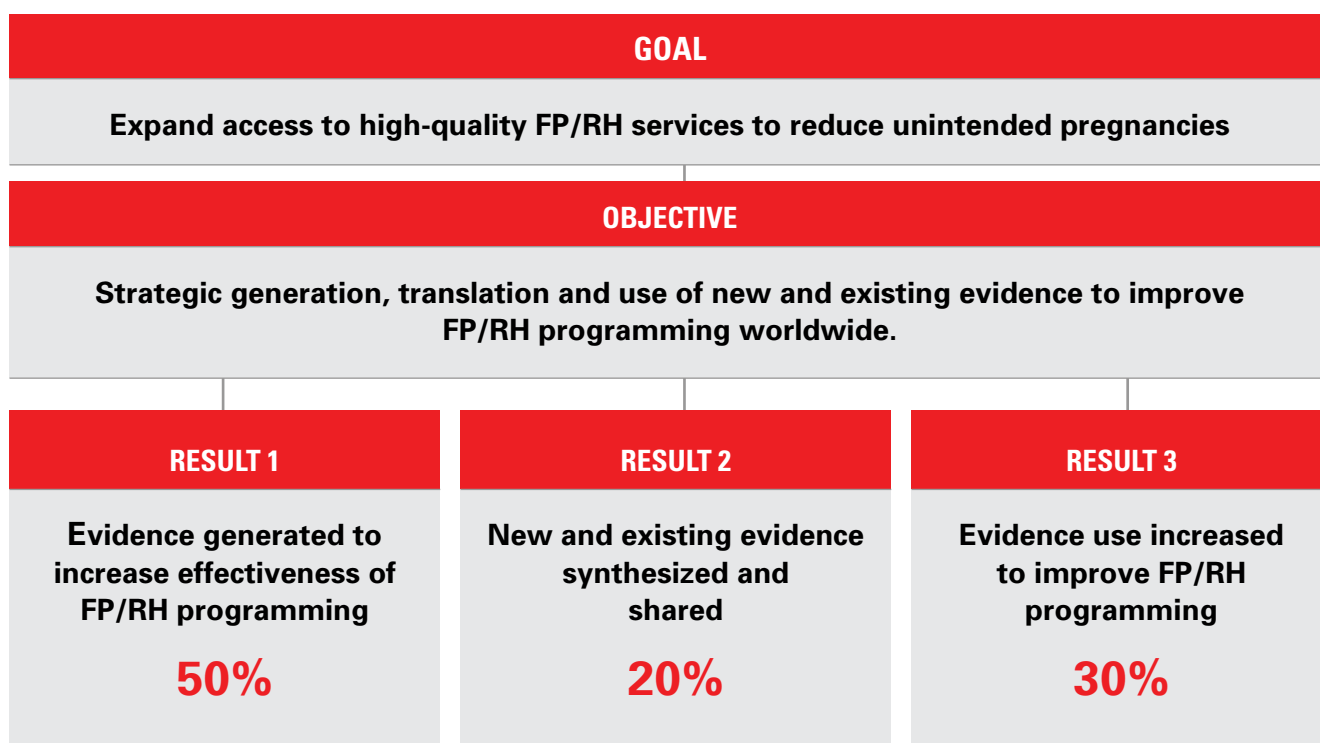 GOAL
Expand access to high-quality FP/RH services to reduce unintended pregnancies
OBJECTIVE
Strategic generation, translation and use of new and existing evidence to improve
FP/RH programming worldwide.
RESULT 1
Evidence generated to
increase effectiveness of
FP/RH programming
50%
RESULT 2
New and existing evidence
synthesized and
shared
20%
RESULT 3
Evidence use increased
to improve FP/RH
programming
30%